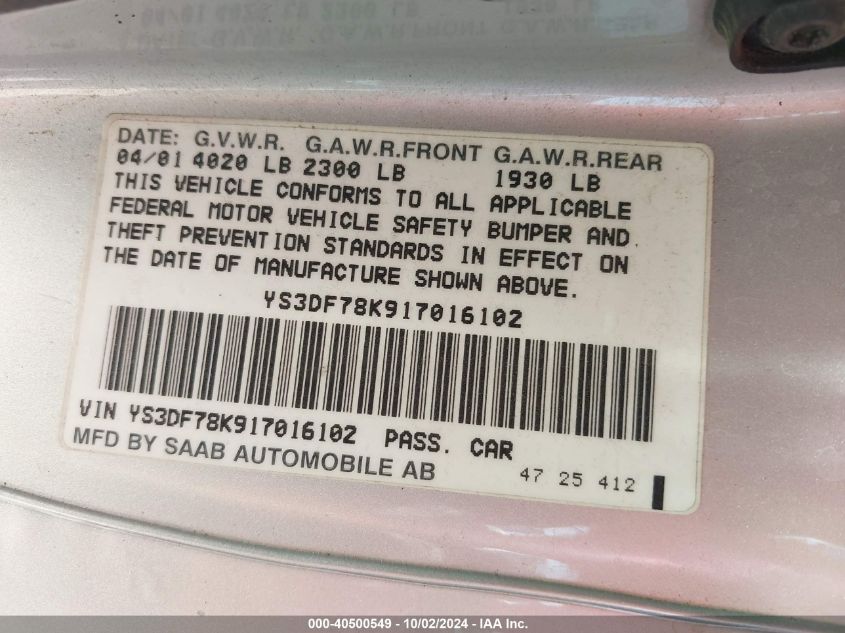 DATE: G.V.W.R. G.A.W.R.FRONT G.A.W.R.REAR
04/01 4020 LB 2300 LB 1930 LB
THIS VEHICLE CONFORMS TO ALL APPLICABLE
FEDERAL MOTOR VEHICLE SAFETY BUMPER AND
THEFT PREVENTION STANDARDS IN EFFECT ON
THE DATE OF MANUFACTURE SHOWN ABOVE.
YS3DF78K917016102
VIN YS3DF78K917016102 PASS. CAR
MFD BY SAAB AUTOMOBILE AB
47 25 412
000-40500549 - 10/02/2024 - IAA Inc.